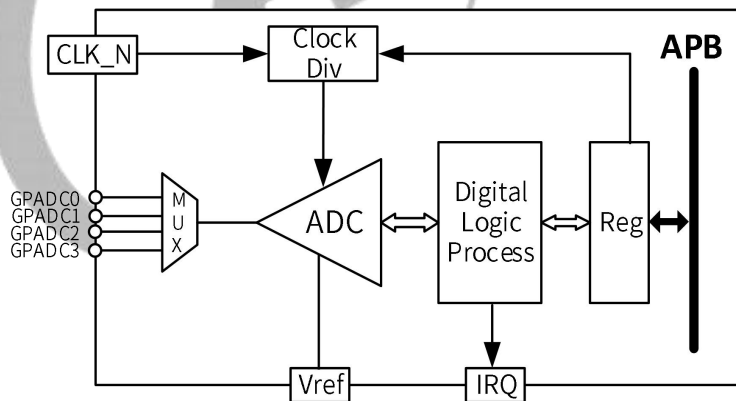 CLK_N
Clock
Div
APB
GPADC0
GPADC1
GPADC2
GPADC3
M
U
X
ADC
Digital
Logic
Process
Reg
Vref
IRQ